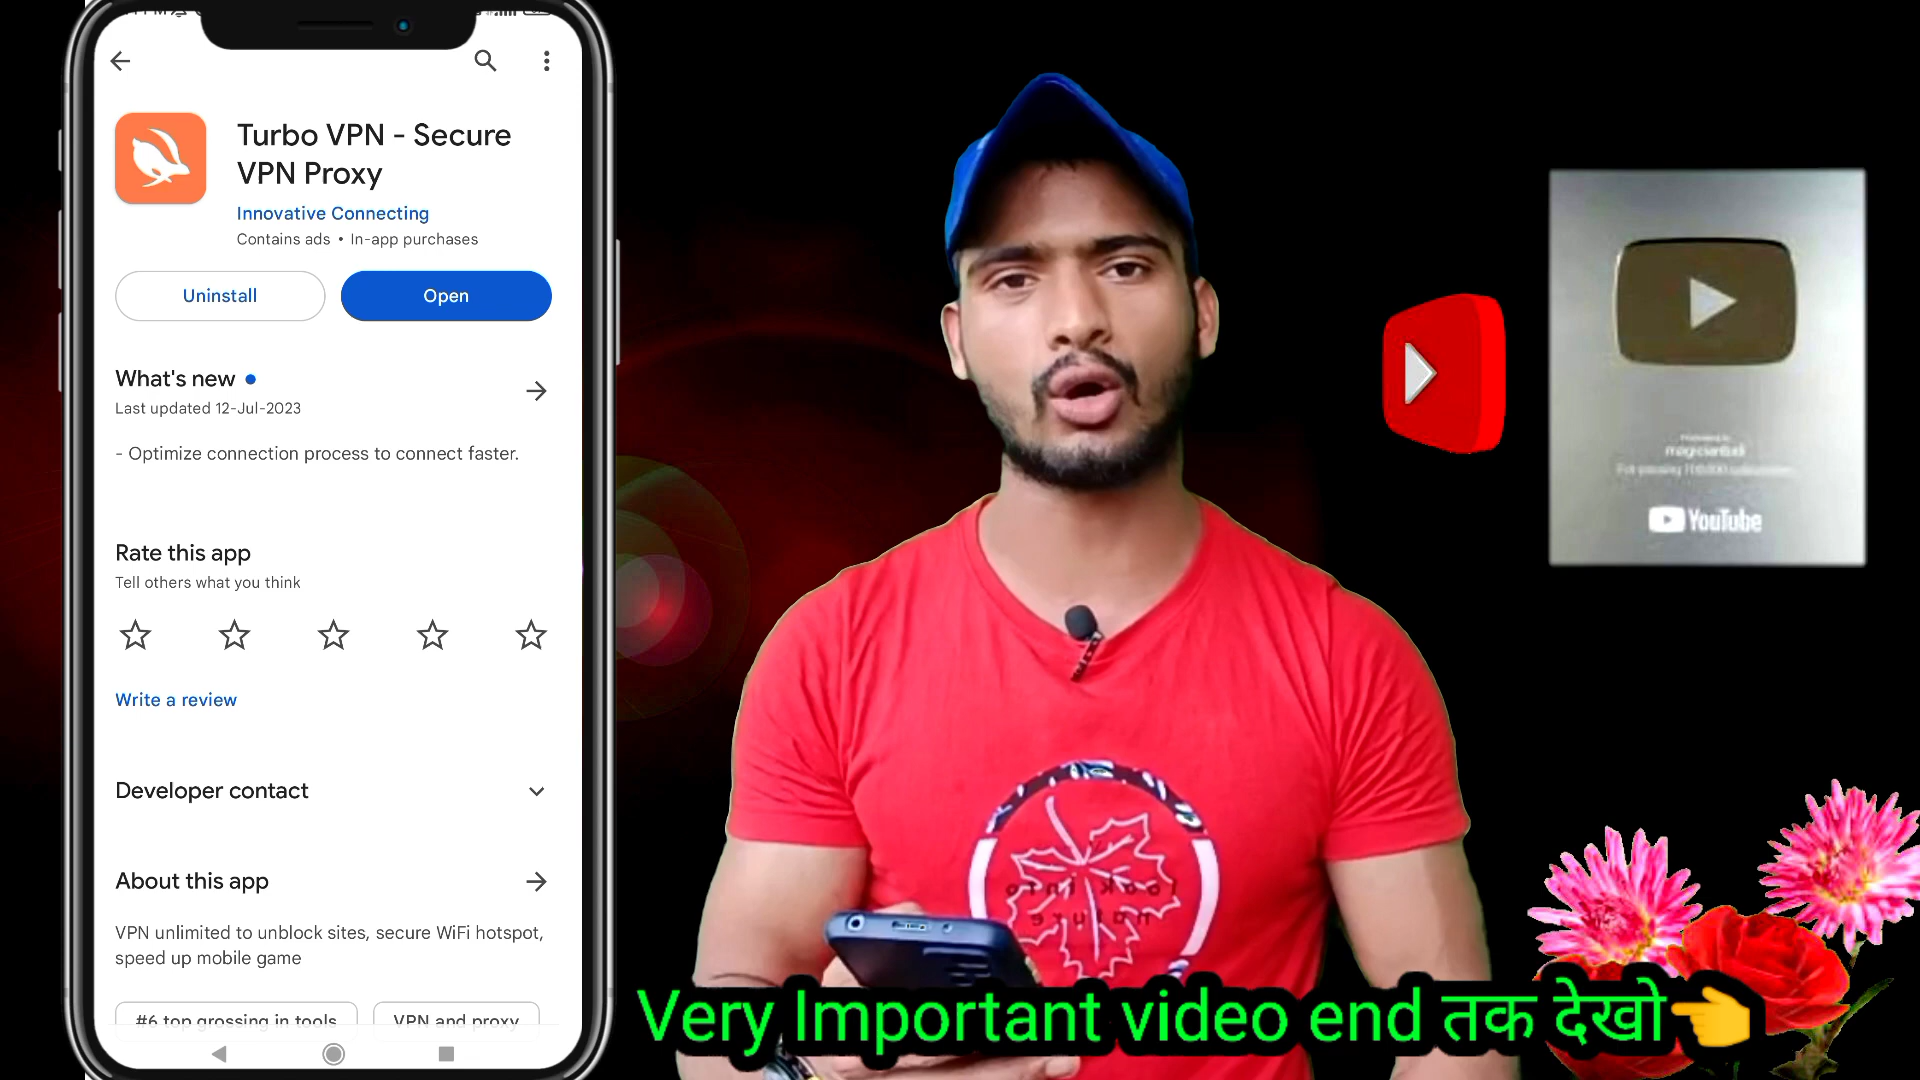 Turbo VPN - Secure
VPN Proxy
Innovative Connecting
Contains ads • In-app purchases
Uninstall
Open
What's new
Last updated 12-Jul-2023
- Optimize connection process to connect faster.
Rate this app
Tell others what you think
Write a review
Developer contact
About this app
VPN unlimited to unblock sites, secure WiFi hotspot,
speed up mobile game
#6 top grossing in tools
VPN and proxy
YouTube
Very Important video end तक देखो